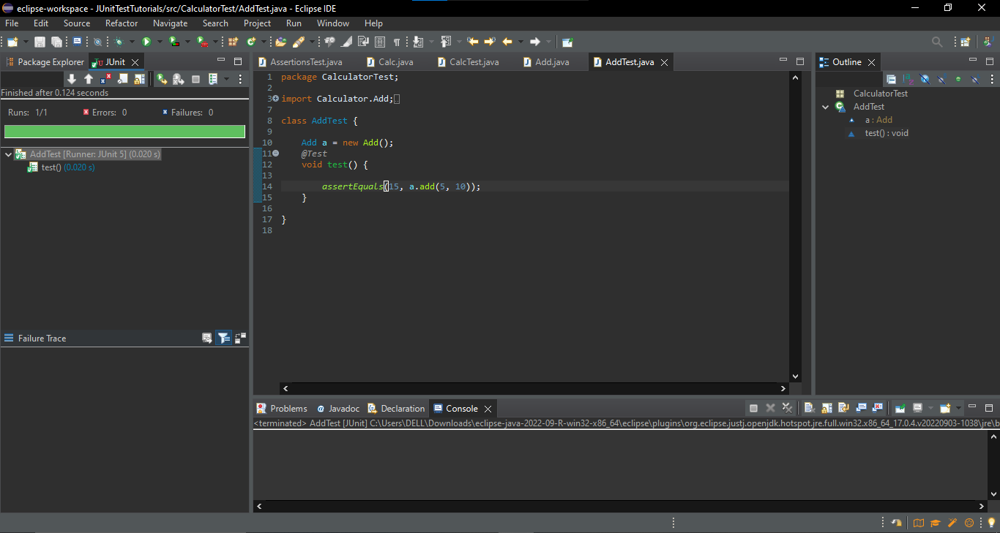 eclipse-workspace - JUnitTestTutorials/src/CalculatorTest/AddTest.java - Eclipse IDE
File Edit Source Refactor Navigate Search Project Run Window Help
Package Explorer JUnit
Finished after 0.124 seconds
Runs: 1/1 Errors: 0 Failures: 0
AddTest [Runner: JUnit 5] (0.020 s)
test() (0.020 s)
Failure Trace
AssertionsTest.java Calc.java CalcTest.java Add.java AddTest.java
1 package CalculatorTest;
2
3 import Calculator.Add;
7
8 class AddTest {
9
10 Add a = new Add();
11 @Test
12 void test() {
13
14 assertEquals(15, a.add(5, 10));
15 }
16
17 }
18
Outline
CalculatorTest
AddTest
a : Add
test() : void
Problems Javadoc Declaration Console
<terminated> AddTest [JUnit] C:\Users\DELL\Downloads\eclipse-java-2022-09-R-win32-x86_64\eclipse\plugins\org.eclipse.justj.openjdk.hotspot.jre.full.win32.x86_64_17.0.4.v20220903-1038\jre\b